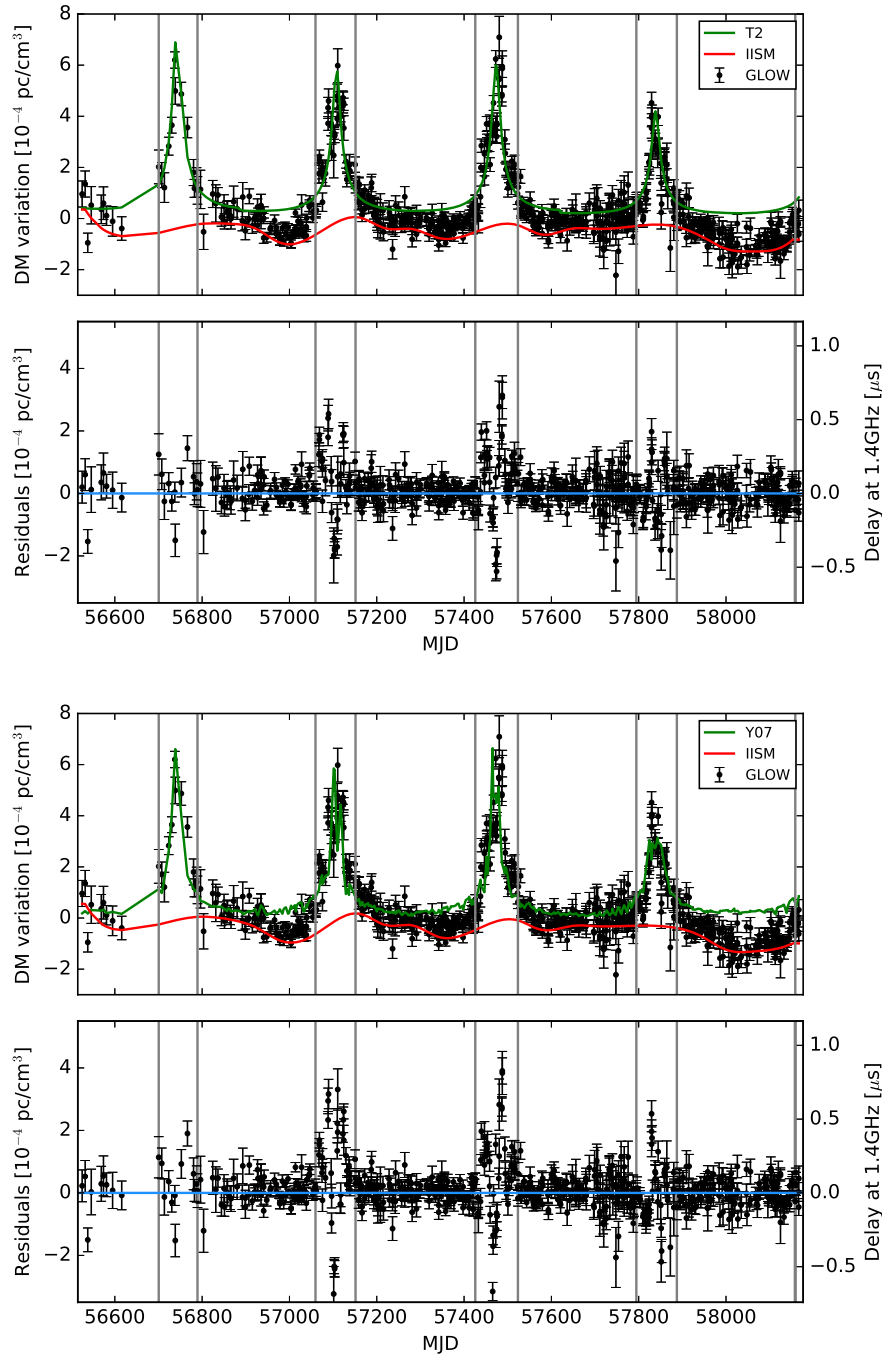 8
6
4
2
0
−2
DM variation [10⁻⁴ pc/cm³]
T2
IISM
GLOW
4
2
0
−2
Residuals [10⁻⁴ pc/cm³]
1.0
0.5
0.0
−0.5
Delay at 1.4GHz [μs]
56600 56800 57000 57200 57400 57600 57800 58000
MJD
8
6
4
2
0
−2
DM variation [10⁻⁴ pc/cm³]
Y07
IISM
GLOW
4
2
0
−2
Residuals [10⁻⁴ pc/cm³]
1.0
0.5
0.0
−0.5
Delay at 1.4GHz [μs]
56600 56800 57000 57200 57400 57600 57800 58000
MJD